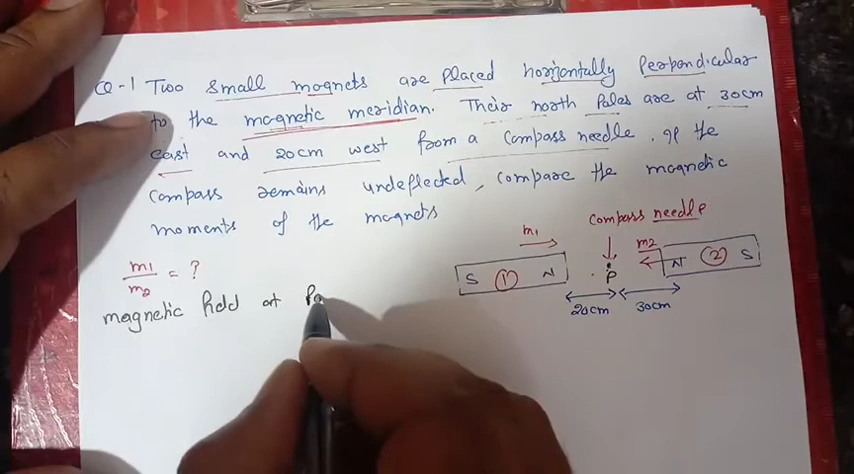 Q-1 Two small magnets are placed horizontally perpendicular
to the magnetic meridian. Their north poles are at 30cm
east and 20cm west from a compass needle. If the
compass remains undeflected, compare the magnetic
moments of the magnets
compass needle
m1
m2
S 1 N
P
N 2 S
20cm 30cm
m1/m2 = ?
magnetic field at Po